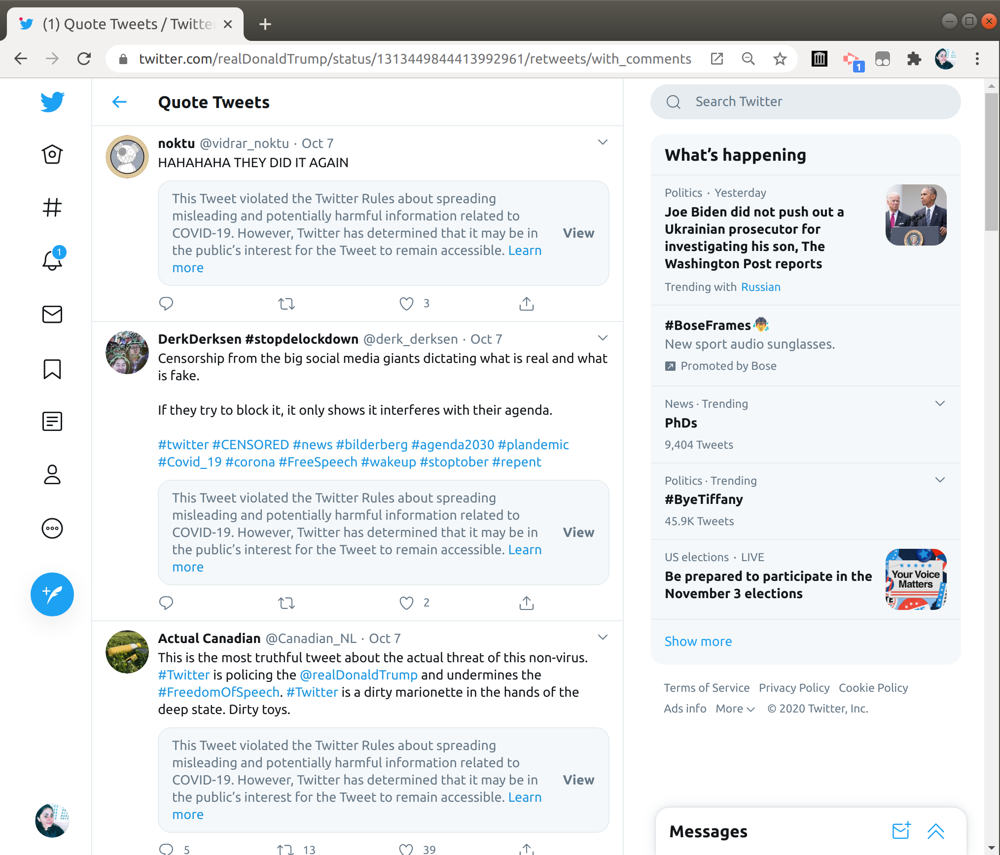 (1) Quote Tweets / Twitter
twitter.com/realDonaldTrump/status/1313449844413992961/retweets/with_comments
1
Quote Tweets
noktu @vidrar_noktu · Oct 7
HAHAHAHA THEY DID IT AGAIN
This Tweet violated the Twitter Rules about spreading
misleading and potentially harmful information related to
COVID-19. However, Twitter has determined that it may be in
the public’s interest for the Tweet to remain accessible. Learn
more
View
3
DerkDerksen #stopdelockdown @derk_derksen · Oct 7
Censorship from the big social media giants dictating what is real and what
is fake.
If they try to block it, it only shows it interferes with their agenda.
#twitter #CENSORED #news #bilderberg #agenda2030 #plandemic
#Covid_19 #corona #FreeSpeech #wakeup #stoptober #repent
This Tweet violated the Twitter Rules about spreading
misleading and potentially harmful information related to
COVID-19. However, Twitter has determined that it may be in
the public’s interest for the Tweet to remain accessible. Learn
more
View
2
Actual Canadian @Canadian_NL · Oct 7
This is the most truthful tweet about the actual threat of this non-virus.
#Twitter is policing the @realDonaldTrump and undermines the
#FreedomOfSpeech. #Twitter is a dirty marionette in the hands of the
deep state. Dirty toys.
This Tweet violated the Twitter Rules about spreading
misleading and potentially harmful information related to
COVID-19. However, Twitter has determined that it may be in
the public’s interest for the Tweet to remain accessible. Learn
more
View
5 13 39
1
Search Twitter
What’s happening
Politics · Yesterday
Joe Biden did not push out a
Ukrainian prosecutor for
investigating his son, The
Washington Post reports
Trending with Russian
#BoseFrames
New sport audio sunglasses.
Promoted by Bose
News · Trending
PhDs
9,404 Tweets
Politics · Trending
#ByeTiffany
45.9K Tweets
US elections · LIVE
Be prepared to participate in the
November 3 elections
Your Voice
Matters
Show more
Terms of Service Privacy Policy Cookie Policy
Ads info More © 2020 Twitter, Inc.
Messages